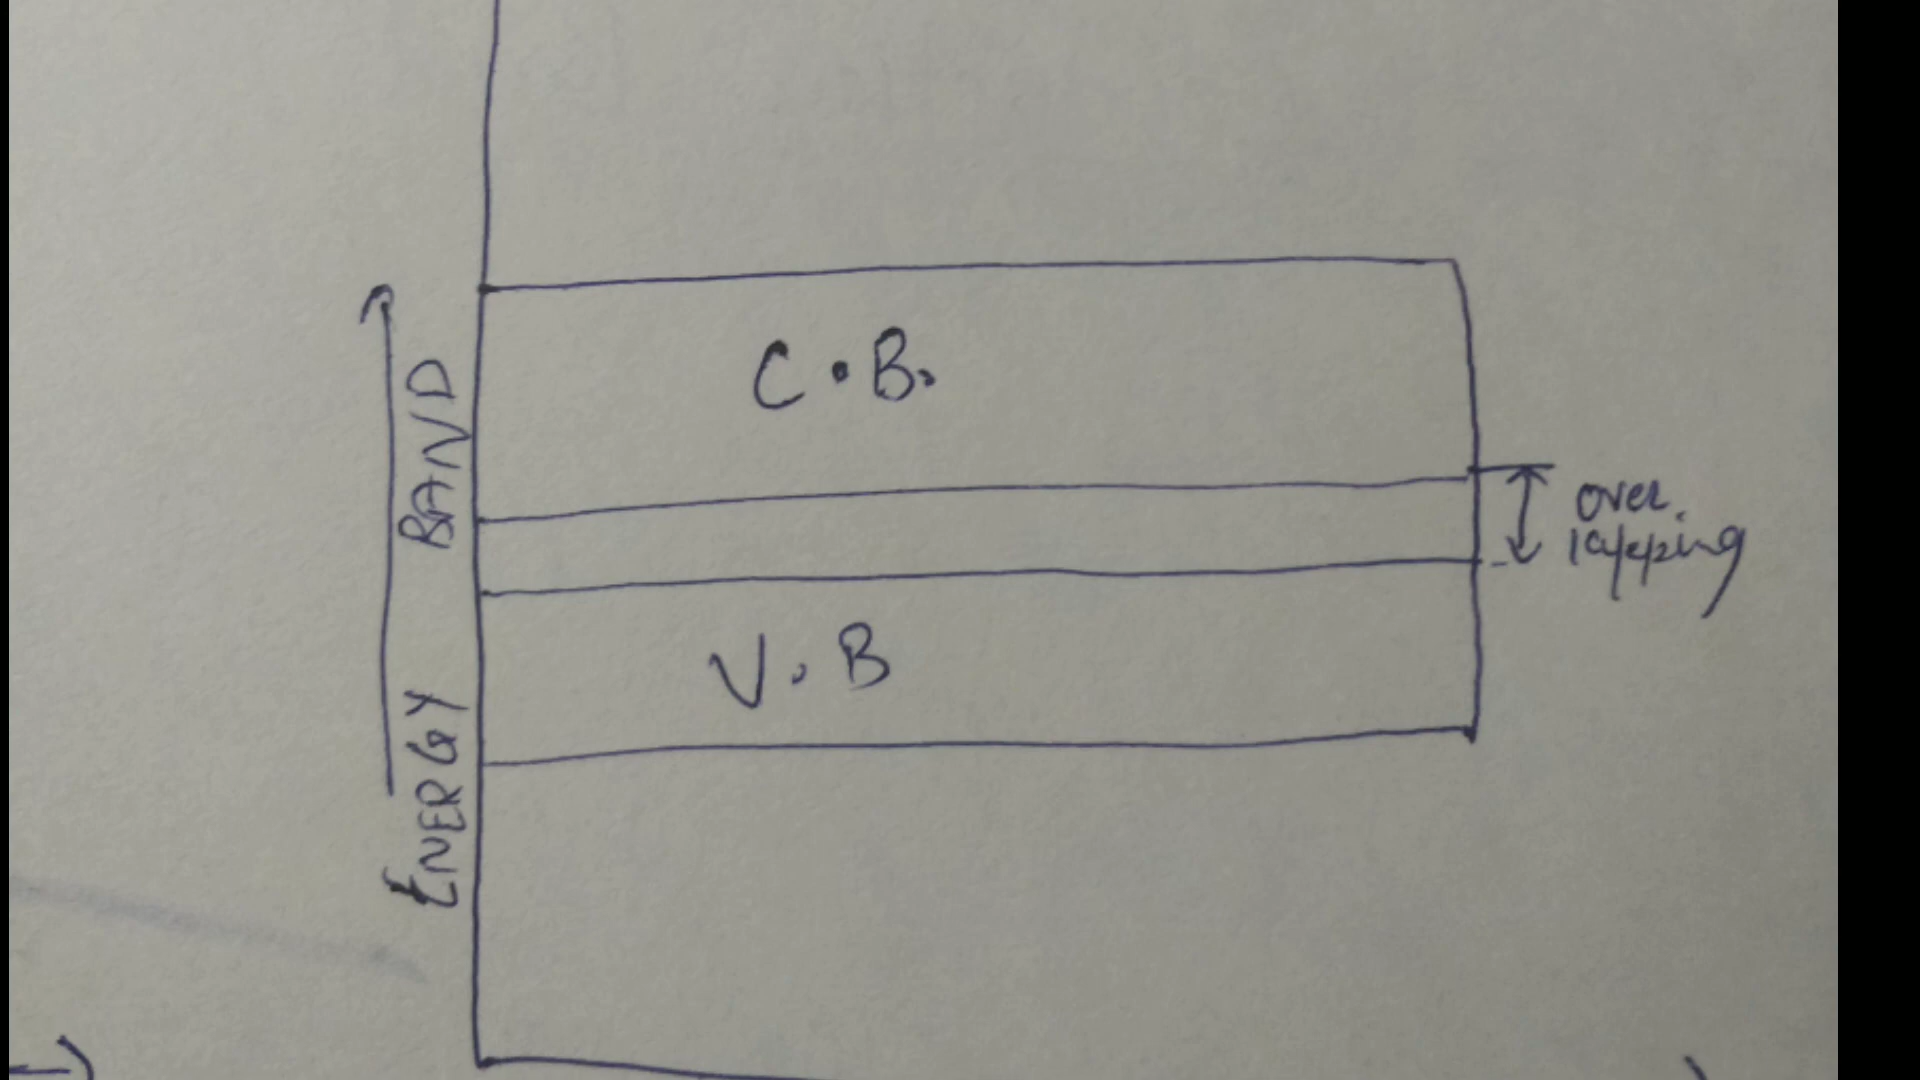 C.B.
over.
lapping
V.B
ENERGY BAND